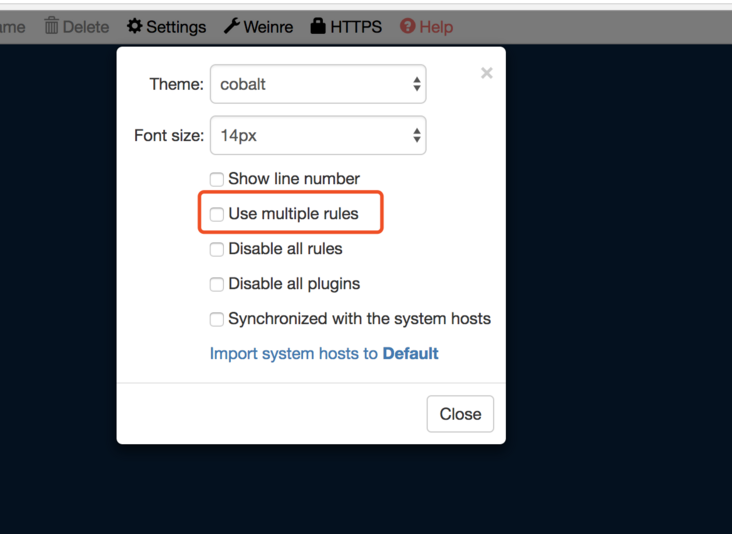 Delete Settings Weinre HTTPS Help
Theme: cobalt ×
Font size: 14px
Show line number
Use multiple rules
Disable all rules
Disable all plugins
Synchronized with the system hosts
Import system hosts to Default
Close